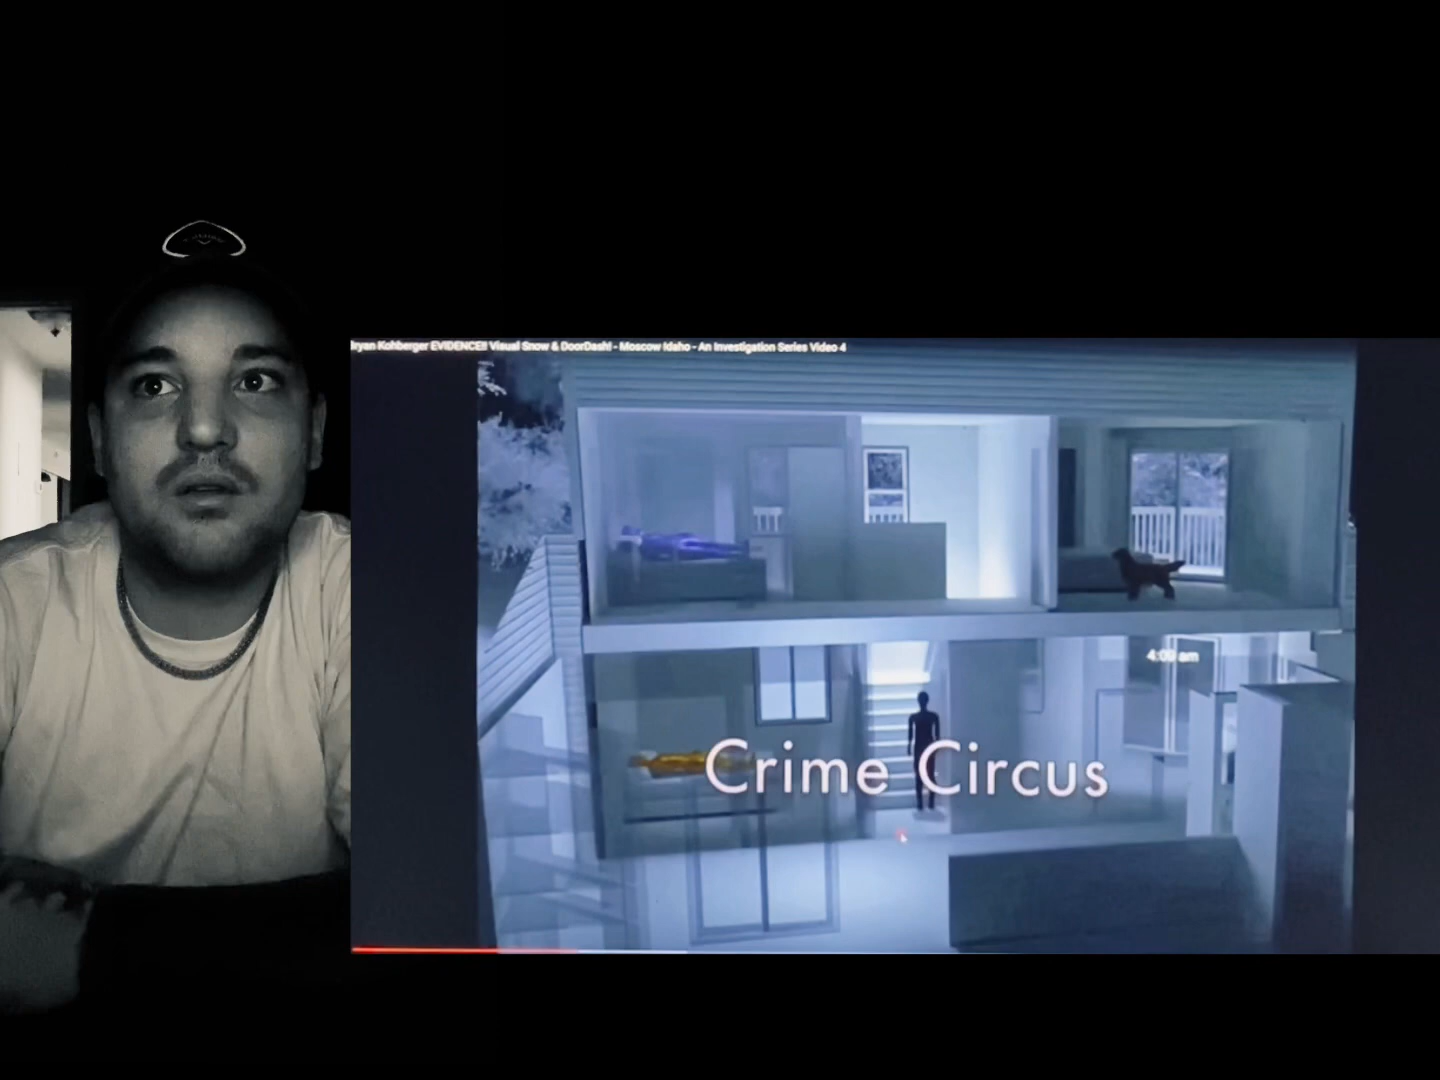 Bryan Kohberger EVIDENCE!! Visual Snow & DoorDash! - Moscow Idaho - An Investigation Series Video 4
4:09 am
Crime Circus